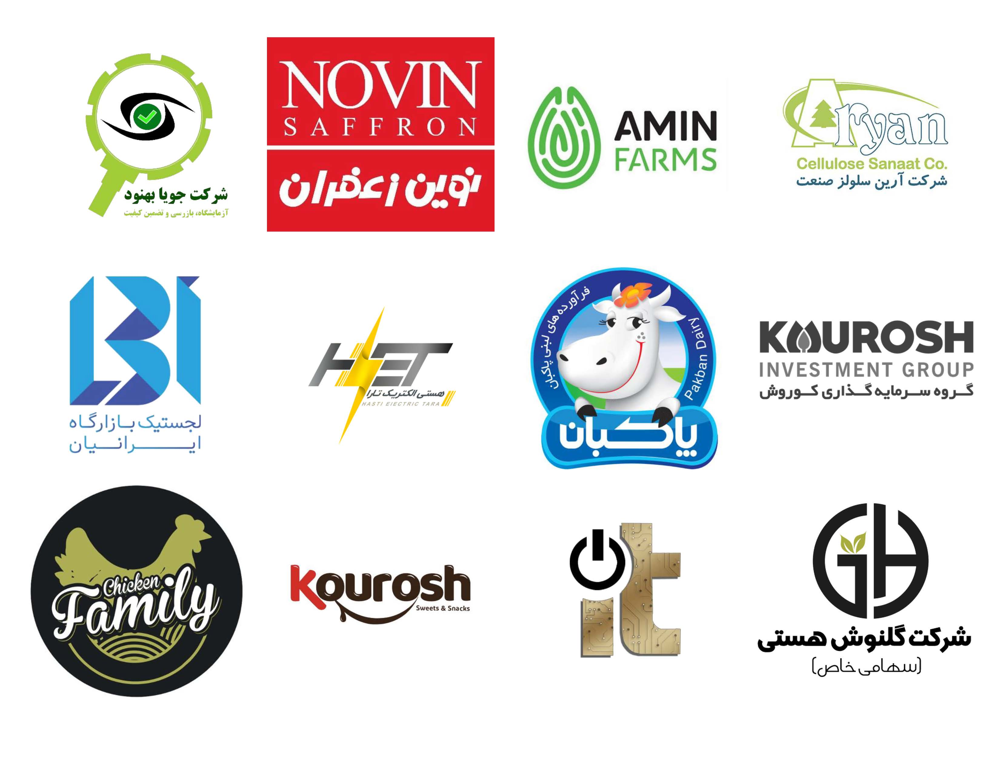 شرکت جویا بهنود
آزمایشگاه، بازرسی و تضمین کیفیت
NOVIN
SAFFRON
نوین زعفران
AMIN
FARMS
Aryan
Cellulose Sanaat Co.
شرکت آرین سلولز صنعت
LBI
لجستیک بازارگاه
ایرانیان
HET
هستی الکتریک تارا
HASTI ElECTRIC TARA
فرآورده های لبنی پاکبان
Pakban Dairy
پاکبان
KOUROSH
INVESTMENT GROUP
گروه سرمایه گذاری کوروش
Chicken
Family
Kourosh
Sweets & Snacks
it
GH
شرکت گلنوش هستی
(سهامی خاص)